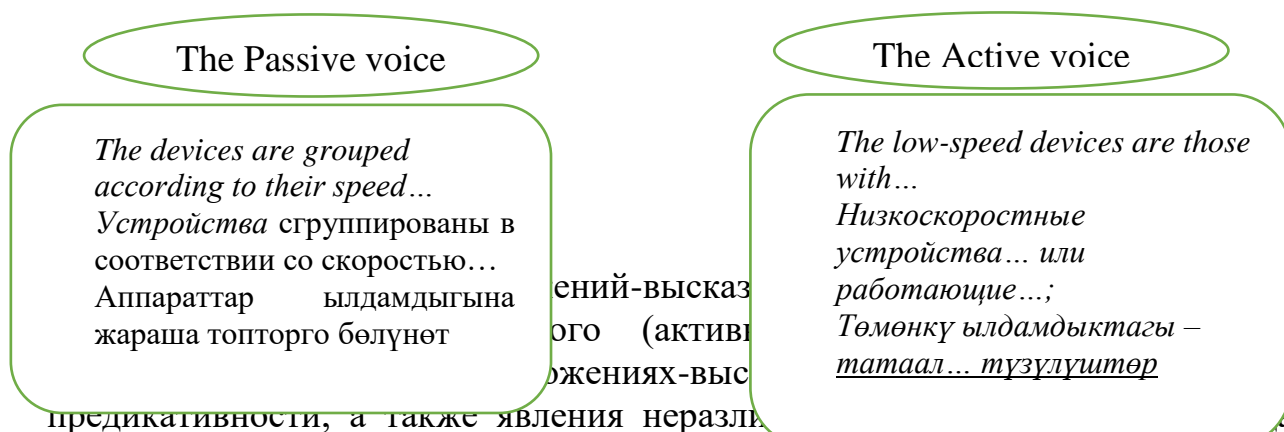 The Passive voice
The Active voice
The devices are grouped
according to their speed…
Устройства сгруппированы в
соответствии со скоростью…
Аппараттар ылдамдыгына
жараша топторго бөлүнөт
The low-speed devices are those
with…
Низкоскоростные
устройства… или
работающие…;
Төмөнкү ылдамдыктагы –
татаал… түзүлүштөр
предикативности, а также явления